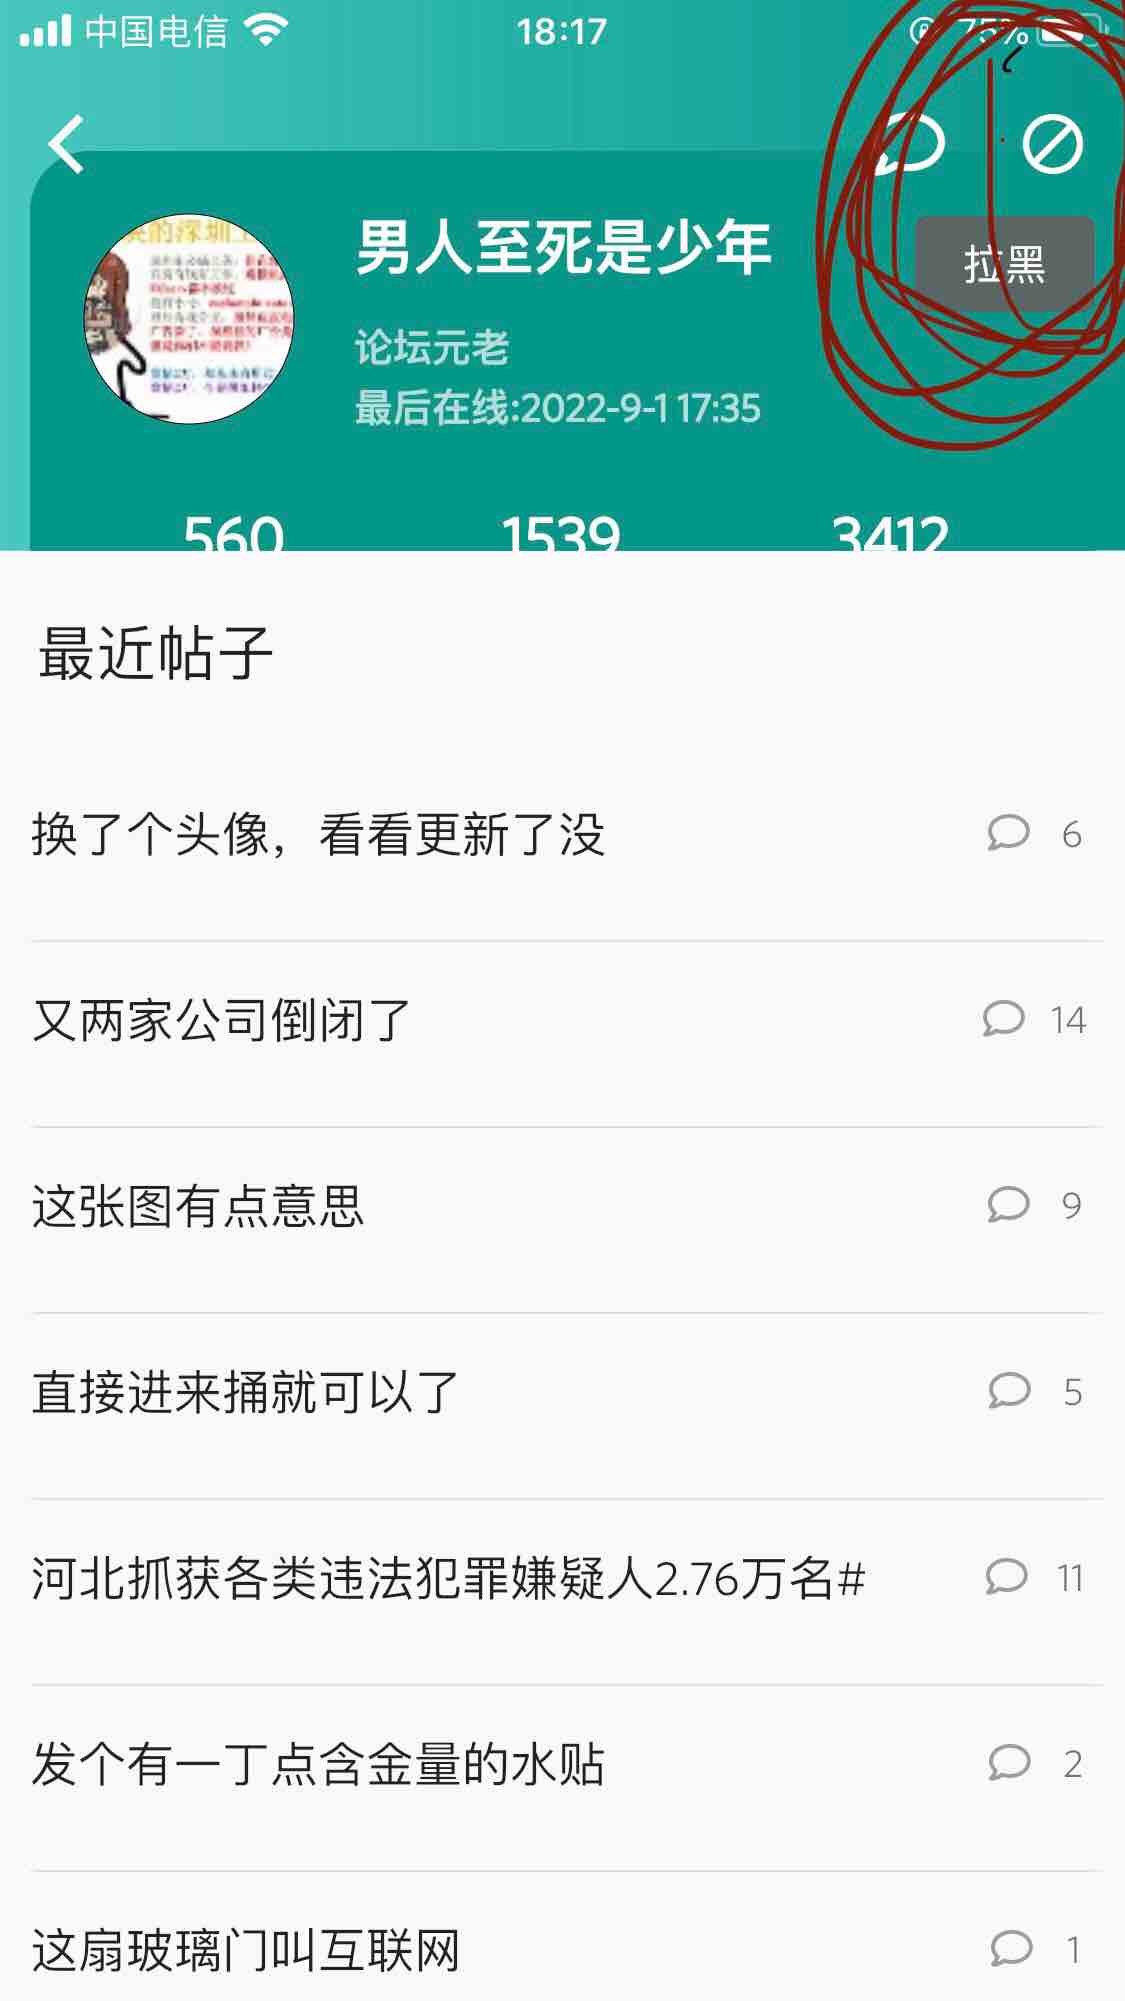 中国电信 18:17 75%
拉黑
男人至死是少年
论坛元老
最后在线:2022-9-1 17:35
560 1539 3412
最近帖子
换了个头像，看看更新了没 6
又两家公司倒闭了 14
这张图有点意思 9
直接进来捅就可以了 5
河北抓获各类违法犯罪嫌疑人2.76万名# 11
发个有一丁点含金量的水贴 2
这扇玻璃门叫互联网 1